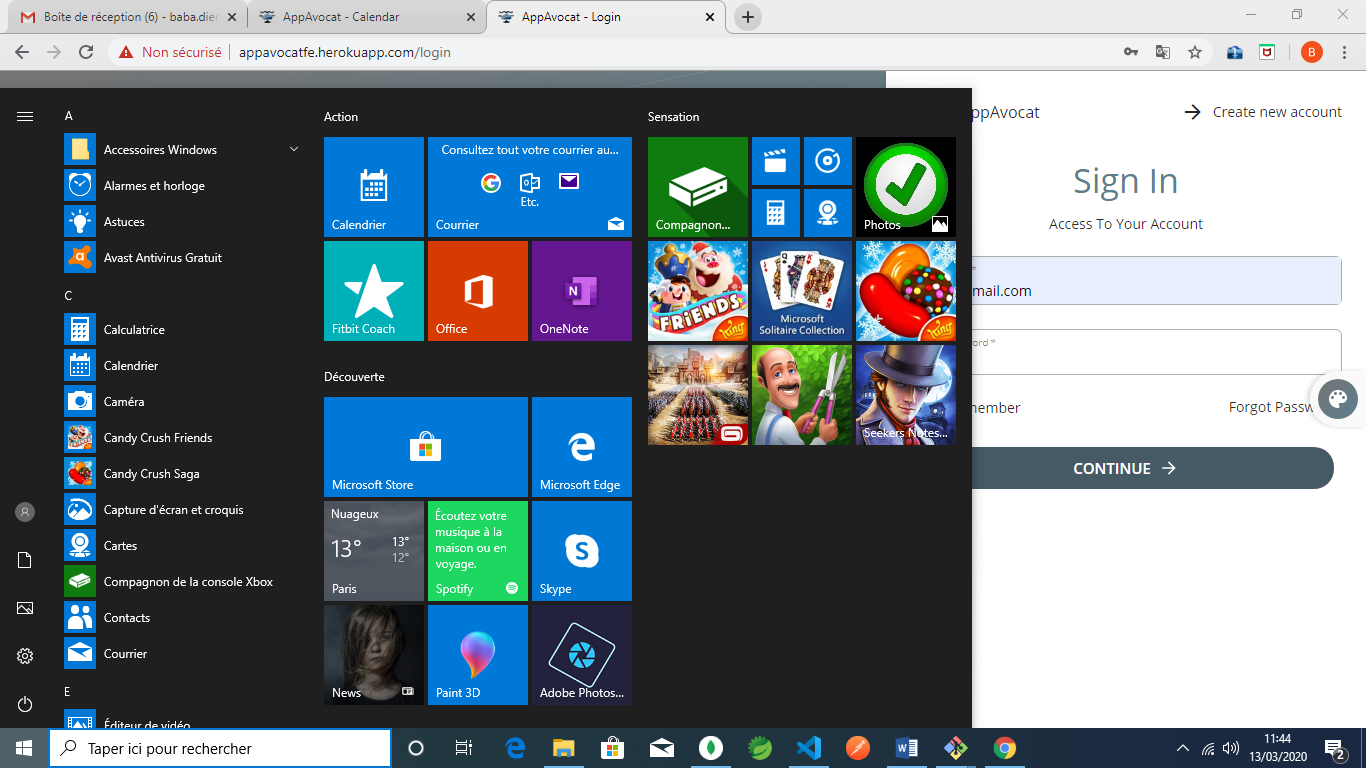 Boîte de réception (6) - baba.dier
AppAvocat - Calendar
AppAvocat - Login
Non sécurisé
appavocatfe.herokuapp.com/login
B
A
Accessoires Windows
Alarmes et horloge
Astuces
Avast Antivirus Gratuit
C
Calculatrice
Calendrier
Caméra
Candy Crush Friends
Candy Crush Saga
Capture d'écran et croquis
Cartes
Compagnon de la console Xbox
Contacts
Courrier
E
Éditeur de vidéo
Action
Calendrier
Consultez tout votre courrier au...
Etc.
Courrier
Fitbit Coach
Office
OneNote
Découverte
Microsoft Store
Microsoft Edge
Nuageux
13°
13°
12°
Paris
Écoutez votre
musique à la
maison ou en
voyage.
Spotify
Skype
News
Paint 3D
Adobe Photos...
Sensation
Compagnon...
Photos
FRIENDS
King
Microsoft
Solitaire Collection
King
Seekers Notes...
ppAvocat
Create new account
Sign In
Access To Your Account
*
mail.com
ord *
member
Forgot Passw
CONTINUE
Taper ici pour rechercher
11:44
13/03/2020
2